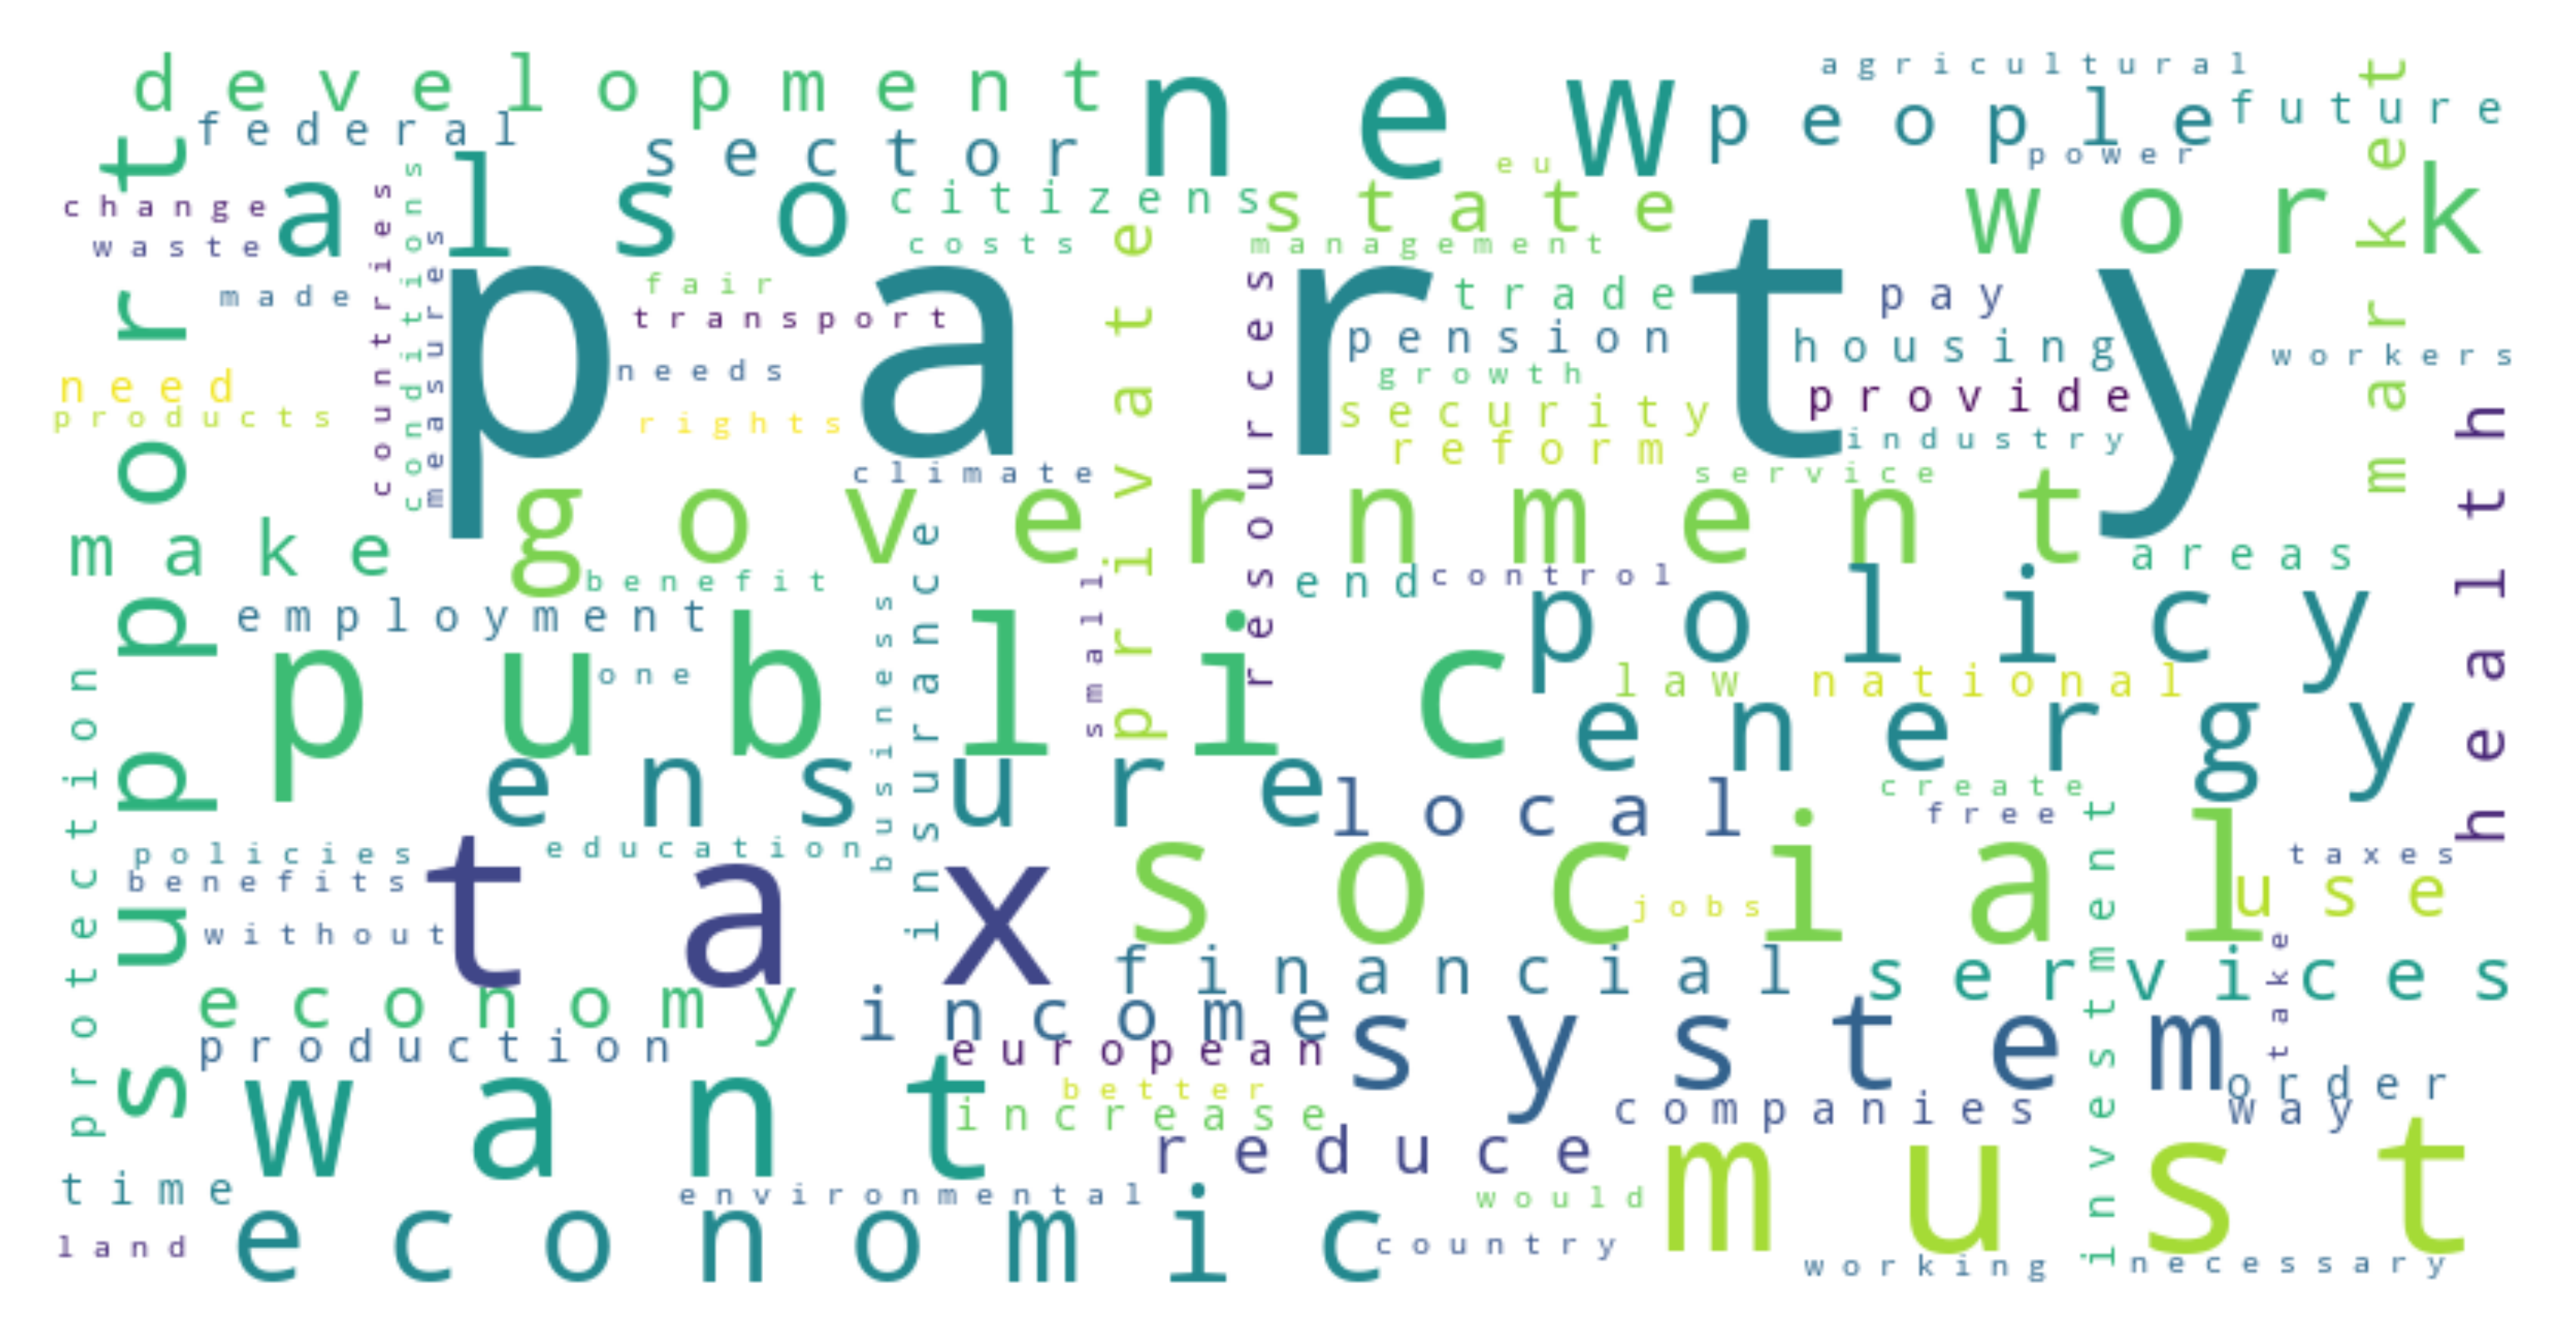 development
new
agricultural
people
future
market
federal
sector
power
eu
support
also
citizens
state
work
change
waste
countries
conditions
measures
costs
management
private
resources
made
fair
party
trade
pay
transport
pension
housing
workers
need
needs
growth
provide
products
rights
security
reform
industry
health
climate
service
government
make
areas
benefit
end
control
policy
employment
small
business
insurance
public
one
law
national
protection
energy
ensure
local
create
free
policies
education
social
taxes
benefits
tax
jobs
use
without
investment
financial
services
take
economy
income
system
production
european
better
increase
order
way
companies
want
reduce
must
time
environmental
would
land
economic
country
working
necessary